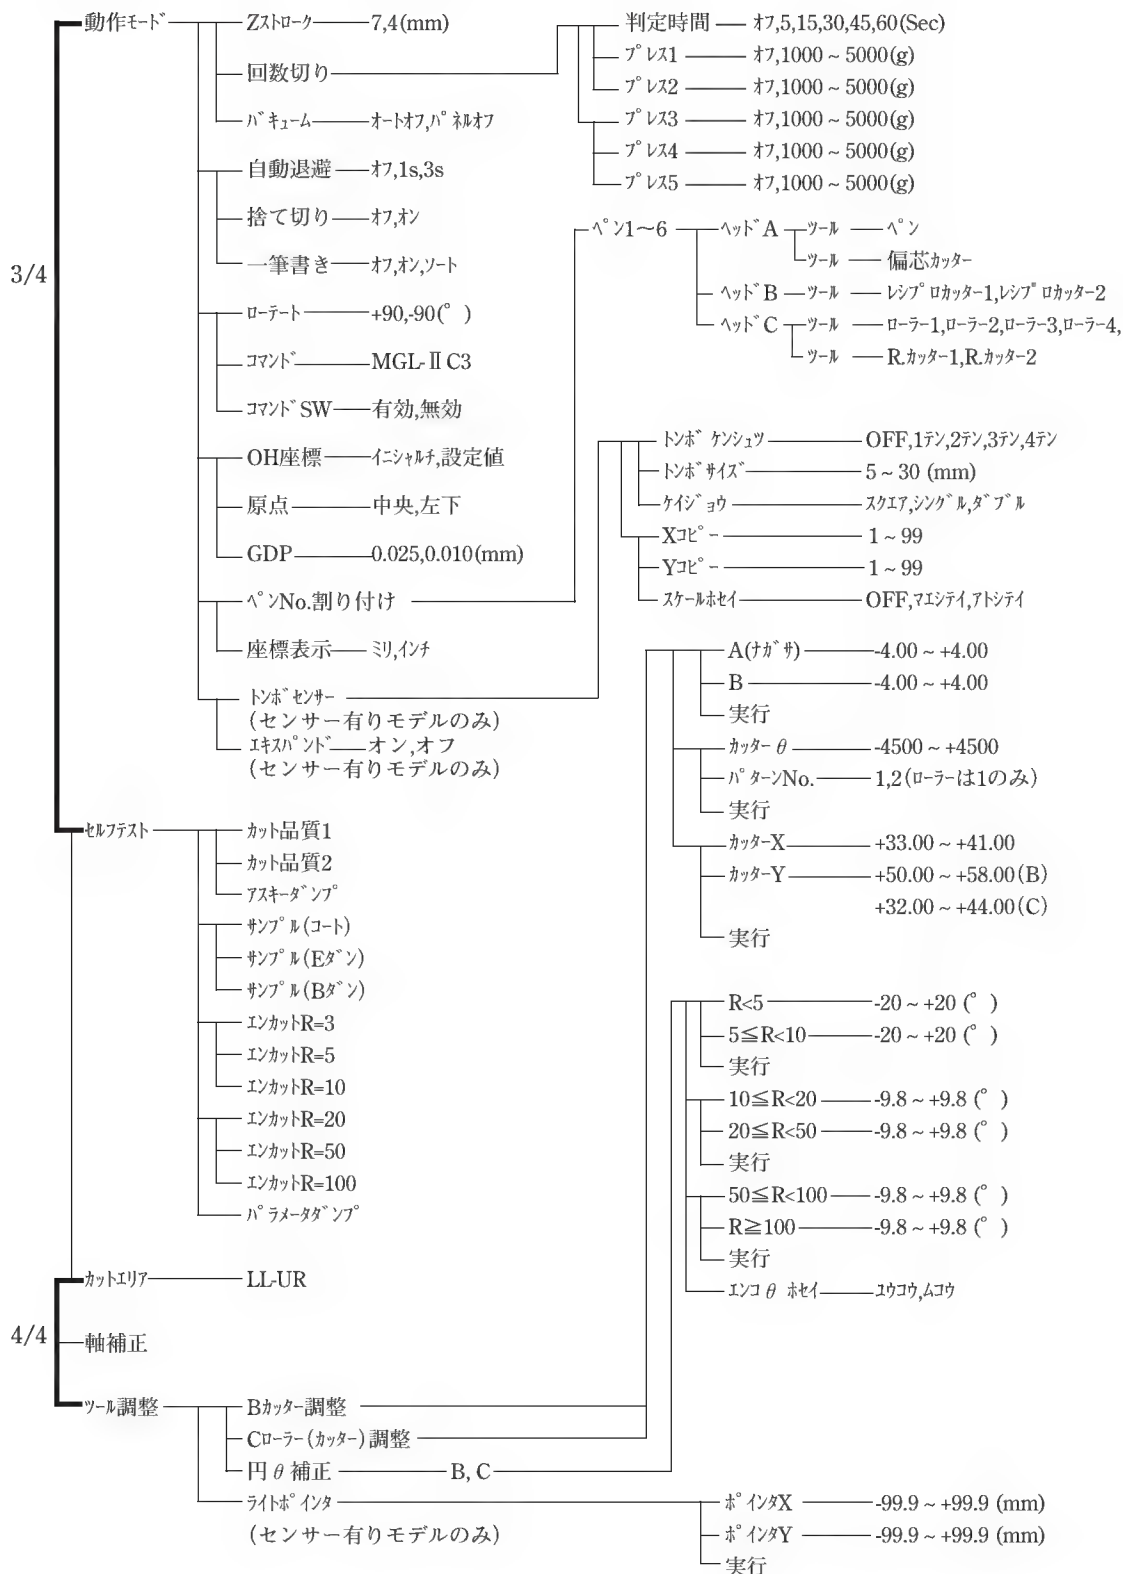 3/4
動作モード
Zストローク 7,4(mm)
回数切り
判定時間 オフ,5,15,30,45,60(Sec)
プレス1 オフ,1000 ~ 5000(g)
プレス2 オフ,1000 ~ 5000(g)
プレス3 オフ,1000 ~ 5000(g)
プレス4 オフ,1000 ~ 5000(g)
プレス5 オフ,1000 ~ 5000(g)
バキューム オートオフ,パネルオフ
自動退避 オフ,1s,3s
捨て切り オフ,オン
一筆書き オフ,オン,ソート
ローテート +90,-90(°)
コマンド MGL-ⅡC3
コマンドSW 有効,無効
OH座標 イニシャルチ,設定値
原点 中央,左下
GDP 0.025,0.010(mm)
ペンNo.割り付け
ペン1~6
ヘッドA ツール ペン
ツール 偏芯カッター
ヘッドB ツール レシプロカッター1,レシプロカッター2
ヘッドC ツール ローラー1,ローラー2,ローラー3,ローラー4,
ツール R.カッター1,R.カッター2
座標表示 ミリ,インチ
トンボセンサー
(センサー有りモデルのみ)
トンボケンシュツ OFF,1テン,2テン,3テン,4テン
トンボサイズ 5 ~ 30 (mm)
ケイジョウ スクエア,シングル,ダブル
Xコピー 1 ~ 99
Yコピー 1 ~ 99
スケールホセイ OFF,マエシテイ,アトシテイ
エキスパンド オン,オフ
(センサー有りモデルのみ)
セルフテスト
カット品質1
カット品質2
アスキーダンプ
サンプル(コート)
サンプル(Eダン)
サンプル(Bダン)
エンカットR=3
エンカットR=5
エンカットR=10
エンカットR=20
エンカットR=50
エンカットR=100
パラメータダンプ
カットエリア LL-UR
4/4
軸補正
ツール調整
Bカッター調整
Cローラー(カッター)調整
A(ナガサ) -4.00 ~ +4.00
B -4.00 ~ +4.00
実行
カッターθ -4500 ~ +4500
パターンNo. 1,2(ローラーは1のみ)
実行
カッターX +33.00 ~ +41.00
カッターY +50.00 ~ +58.00(B)
+32.00 ~ +44.00(C)
実行
円θ補正 B, C
R<5 -20 ~ +20 (°)
5≦R<10 -20 ~ +20 (°)
実行
10≦R<20 -9.8 ~ +9.8 (°)
20≦R<50 -9.8 ~ +9.8 (°)
実行
50≦R<100 -9.8 ~ +9.8 (°)
R≧100 -9.8 ~ +9.8 (°)
実行
エンコθ ホセイ ユウコウ,ムコウ
ライトポインタ
(センサー有りモデルのみ)
ポインタX -99.9 ~ +99.9 (mm)
ポインタY -99.9 ~ +99.9 (mm)
実行